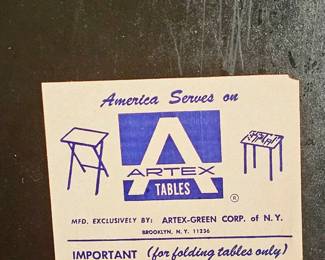 America Serves on
A
ARTEX
TABLES
®
MFD. EXCLUSIVELY BY: ARTEX-GREEN CORP. of N.Y.
BROOKLYN, N.Y. 11236
IMPORTANT (for folding tables only)